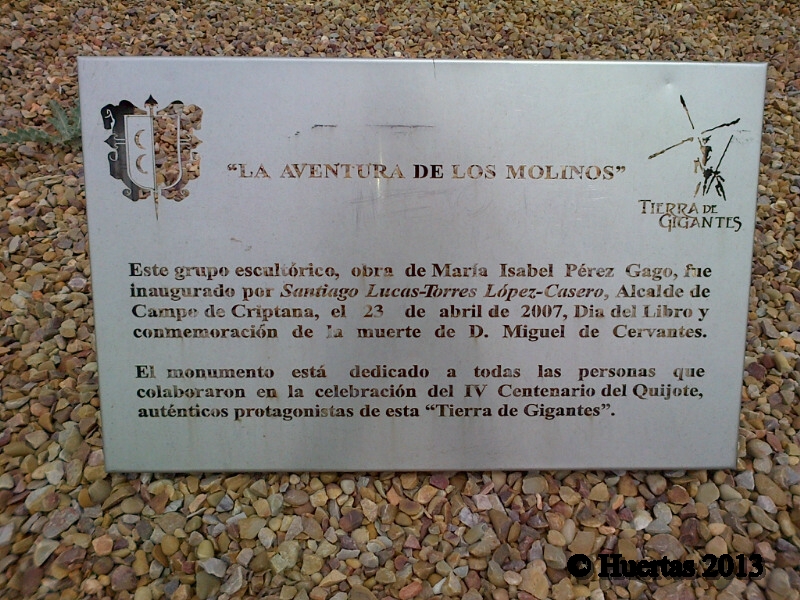 "LA AVENTURA DE LOS MOLINOS"
TIERRA DE
GIGANTES
Este grupo escultórico, obra de María Isabel Pérez Gago, fue
inaugurado por Santiago Lucas-Torres López-Casero, Alcalde de
Campo de Criptana, el 23 de abril de 2007, Dia del Libro y
conmemoración de la muerte de D. Miguel de Cervantes.
El monumento está dedicado a todas las personas que
colaboraron en la celebración del IV Centenario del Quijote,
auténticos protagonistas de esta "Tierra de Gigantes".
© Huertas 2013